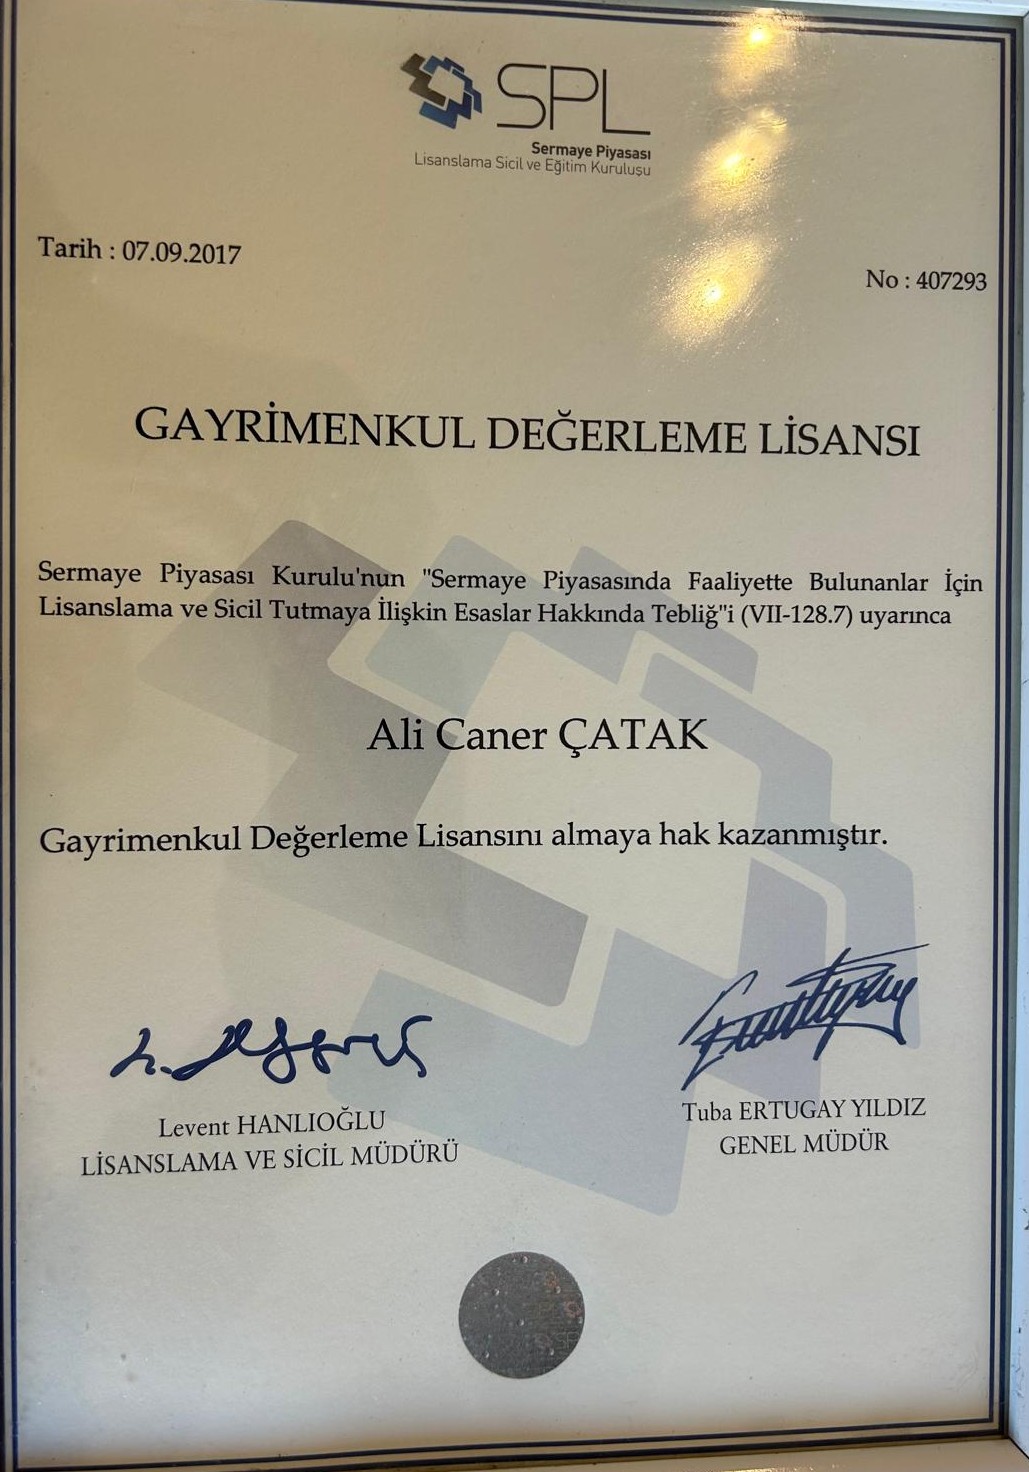 SPL
Sermaye Piyasası
Lisanslama Sicil ve Eğitim Kuruluşu
Tarih : 07.09.2017
No : 407293
GAYRİMENKUL DEĞERLEME LİSANSI
Sermaye Piyasası Kurulu'nun "Sermaye Piyasasında Faaliyette Bulunanlar İçin
Lisanslama ve Sicil Tutmaya İlişkin Esaslar Hakkında Tebliğ"i (VII-128.7) uyarınca
Ali Caner ÇATAK
Gayrimenkul Değerleme Lisansını almaya hak kazanmıştır.
Levent HANLIOĞLU
LİSANSLAMA VE SİCİL MÜDÜRÜ
Tuba ERTUGAY YILDIZ
GENEL MÜDÜR